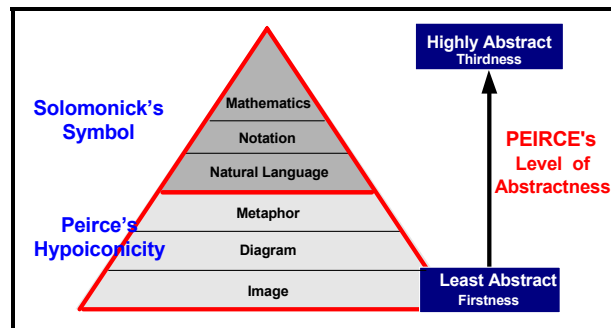 Highly Abstract
Thirdness
Solomonick's
Symbol
Mathematics
Notation
Natural Language
PEIRCE's
Level of
Abstractness
Peirce's
Hypoiconicity
Metaphor
Diagram
Image
Least Abstract
Firstness